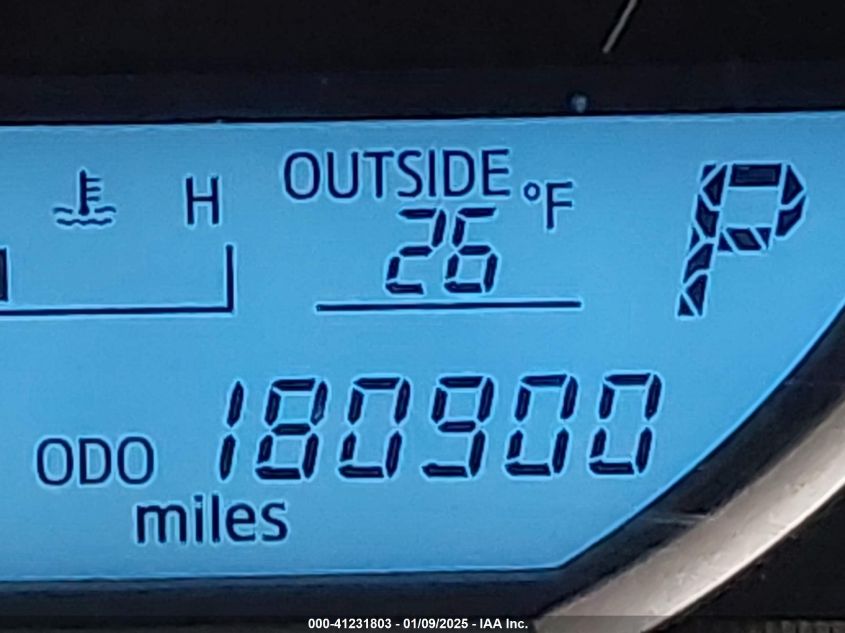 H OUTSIDE °F P
26
ODO 180900
miles
000-41231803 - 01/09/2025 - IAA Inc.